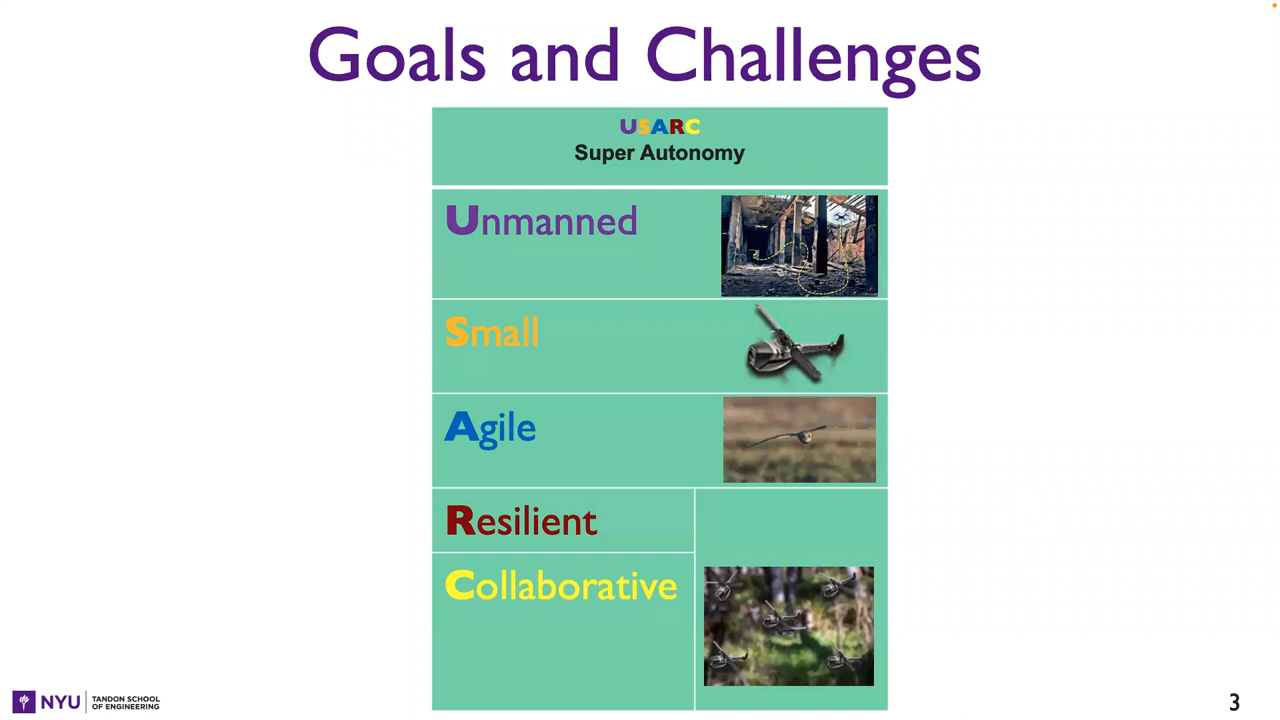 Goals and Challenges
USARC
Super Autonomy
Unmanned
Small
Agile
Resilient
Collaborative
NYU
TANDON SCHOOL
OF ENGINEERING
3